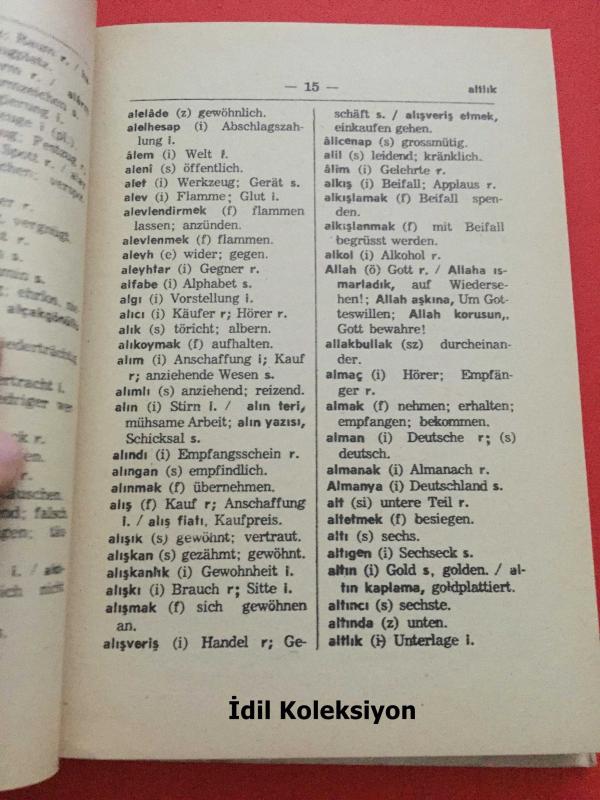 Raum r. /
— 15 —
altlık
alelâde (z) gewöhnlich.
alelhesap (i) Abschlagszah-
lung i.
âlem (i) Welt i.
alenî (s) öffentlich.
alet (i) Werkzeug; Gerät s.
alev (i) Flamme; Glut i.
alevlendirmek (f) flammen
lassen; anzünden.
alevlenmek (f) flammen.
aleyh (e) wider; gegen.
aleyhtar (i) Gegner r.
alfabe (i) Alphabet s.
algı (i) Vorstellung i.
alıcı (i) Käufer r; Hörer r.
alık (s) töricht; albern.
alıkoymak (f) aufhalten.
alım (i) Anschaffung i; Kauf
r; anziehende Wesen s.
alımlı (s) anziehend; reizend.
alın (i) Stirn i. / alın teri,
mühsame Arbeit; alın yazısı,
Schicksal s.
alındı (i) Empfangsschein r.
alıngan (s) empfindlich.
alınmak (f) übernehmen.
alış (f) Kauf r; Anschaffung
i. / alış fiatı, Kaufpreis.
alışık (s) gewöhnt; vertraut.
alışkan (s) gezähmt; gewöhnt.
alışkanlık (i) Gewohnheit i.
alışkı (i) Brauch r; Sitte i.
alışmak (f) sich gewöhnen
an.
alışveriş (i) Handel r; Ge-
schäft s. / alışveriş etmek,
einkaufen gehen.
âlicenap (s) grossmütig.
alil (s) leidend; kränklich.
âlim (i) Gelehrte r.
alkış (i) Beifall; Applaus r.
alkışlamak (f) Beifall spen-
den.
alkışlanmak (f) mit Beifall
begrüsst werden.
alkol (i) Alkohol r.
Allah (ö) Gott r. / Allaha ıs-
marladık, auf Wiederse-
hen!; Allah aşkına, Um Got-
teswillen; Allah korusun,.
Gott bewahre!
allakbullak (sz) durcheinan-
der.
almaç (i) Hörer; Empfän-
ger r.
almak (f) nehmen; erhalten;
empfangen; bekommen.
alman (i) Deutsche r; (s)
deutsch.
almanak (i) Almanach r.
Almanya (i) Deutschland s.
alt (si) untere Teil r.
altetmek (f) besiegen.
altı (s) sechs.
altıgen (i) Sechseck s.
altın (i) Gold s, golden. / al-
tın kaplama, goldplattiert.
altıncı (s) sechste.
altında (z) unten.
altlık (i) Unterlage i.
İdil Koleksiyon